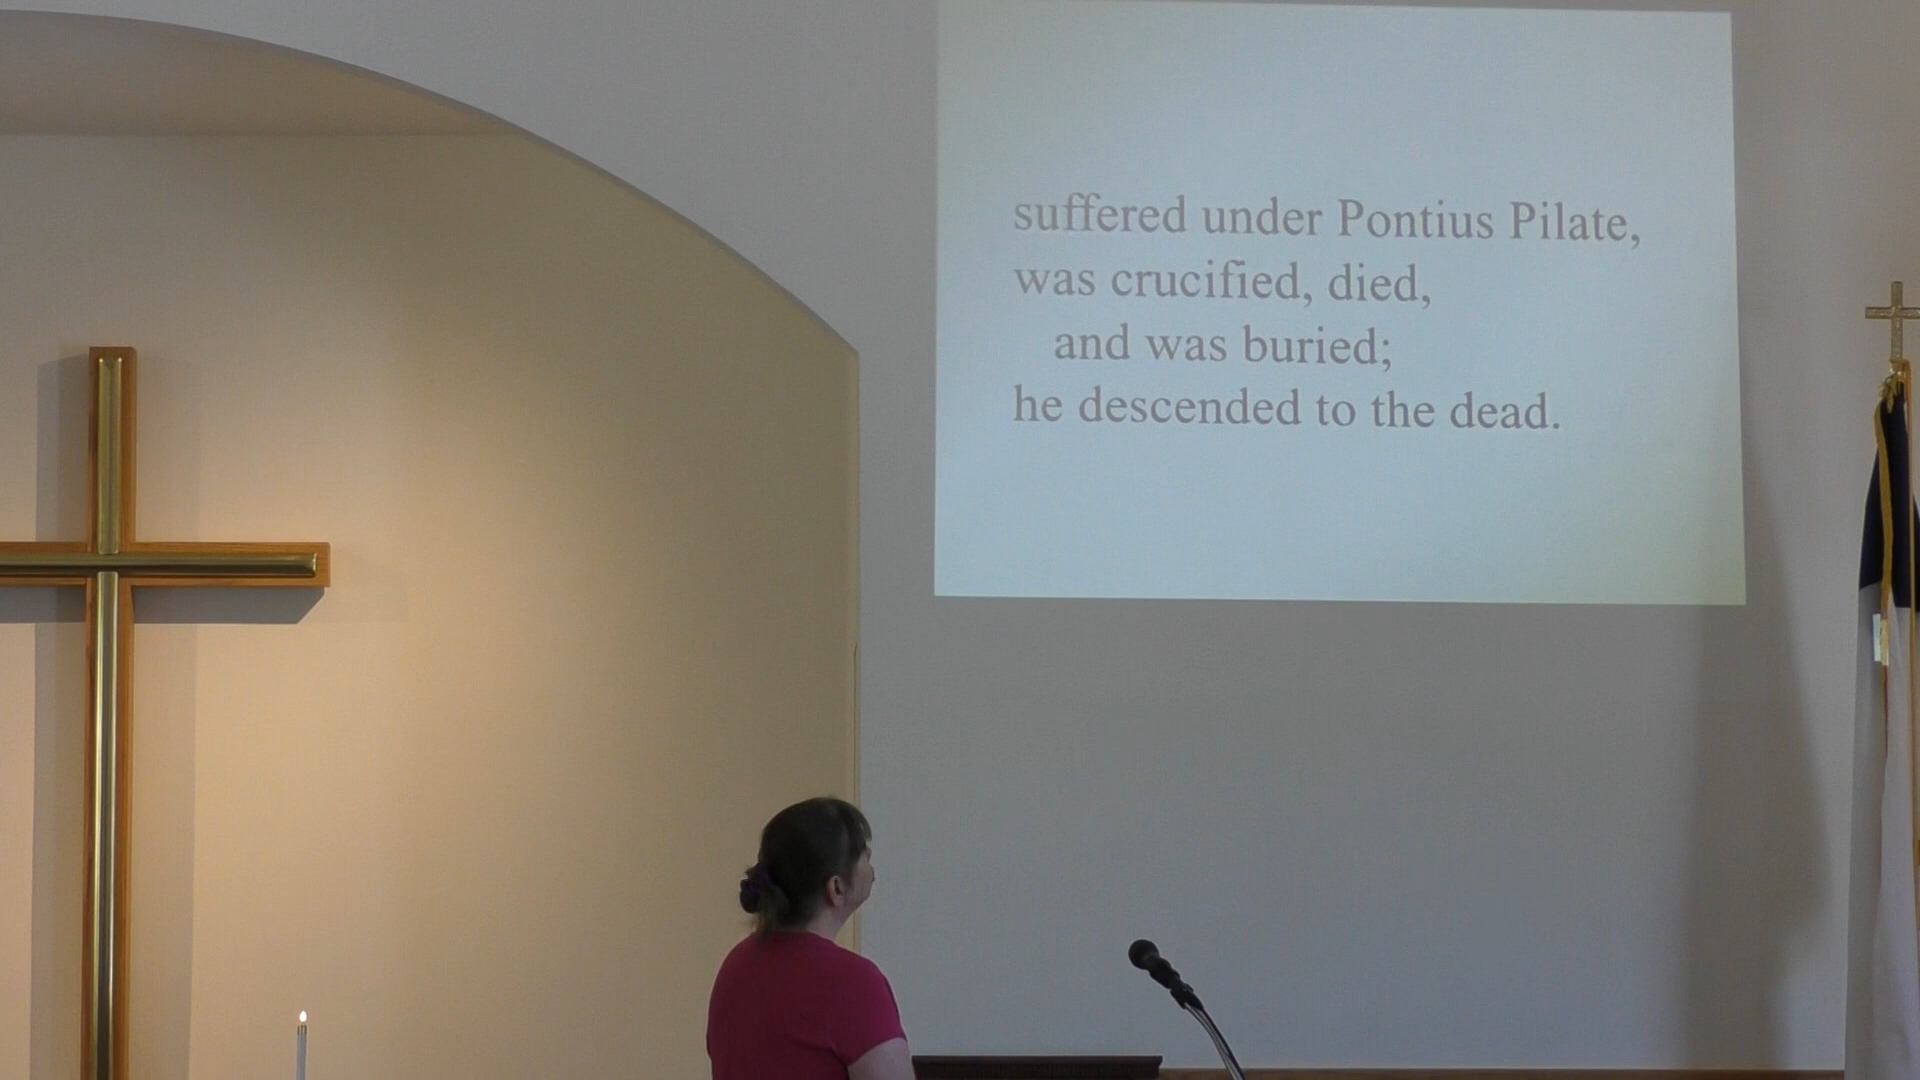 suffered under Pontius Pilate,
was crucified, died,
and was buried;
he descended to the dead.